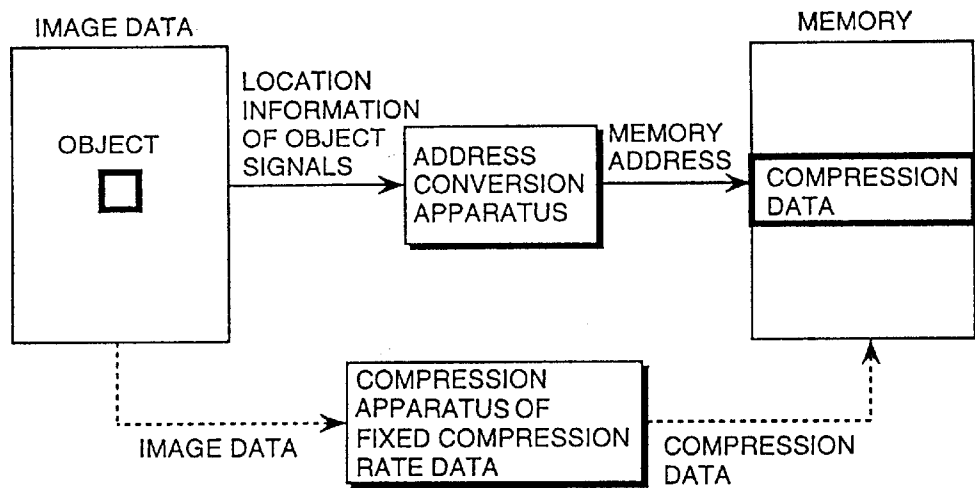 IMAGE DATA
MEMORY
OBJECT
LOCATION
INFORMATION
OF OBJECT
SIGNALS
ADDRESS
CONVERSION
APPARATUS
MEMORY
ADDRESS
COMPRESSION
DATA
IMAGE DATA
COMPRESSION
APPARATUS OF
FIXED COMPRESSION
RATE DATA
COMPRESSION
DATA